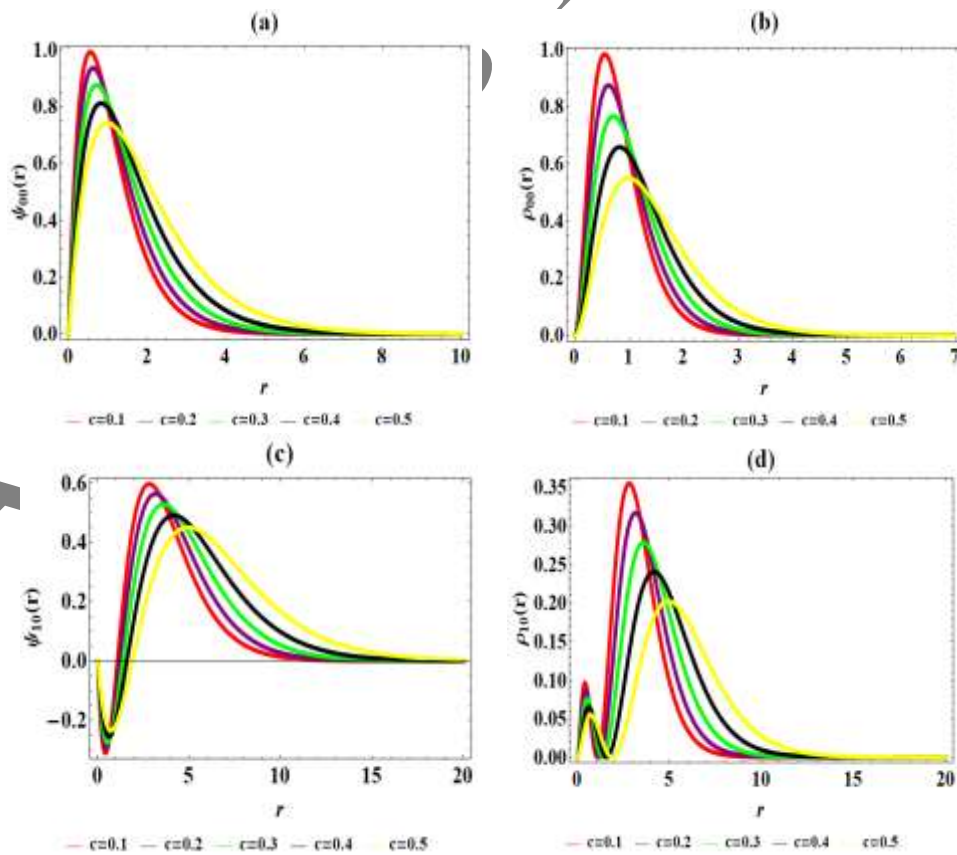 (a)
(b)
1.0
0.8
0.6
0.4
0.2
0.0
ψ₀₀(r)
0 2 4 6 8 10
r
— c=0.1 — c=0.2 — c=0.3 — c=0.4 — c=0.5
1.0
0.8
0.6
0.4
0.2
0.0
ρ₀₀(r)
0 1 2 3 4 5 6 7
r
— c=0.1 — c=0.2 — c=0.3 — c=0.4 — c=0.5
(c)
(d)
0.6
0.4
0.2
0.0
−0.2
ψ₁₀(r)
0 5 10 15 20
r
— c=0.1 — c=0.2 — c=0.3 — c=0.4 — c=0.5
0.35
0.30
0.25
0.20
0.15
0.10
0.05
0.00
ρ₁₀(r)
0 5 10 15 20
r
— c=0.1 — c=0.2 — c=0.3 — c=0.4 — c=0.5